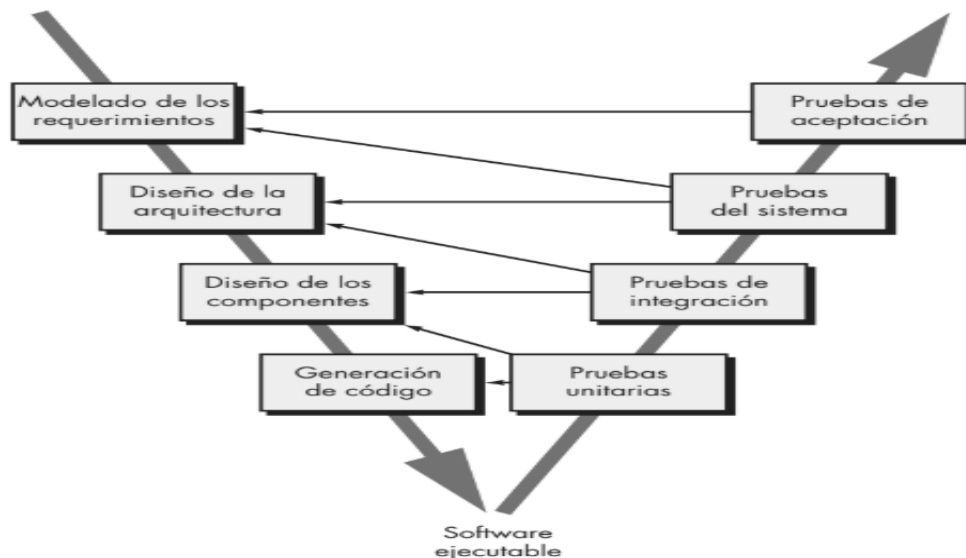 Modelado de los
requerimientos
Pruebas de
aceptación
Diseño de la
arquitectura
Pruebas
del sistema
Diseño de los
componentes
Pruebas de
integración
Generación
de código
Pruebas
unitarias
Software
ejecutable